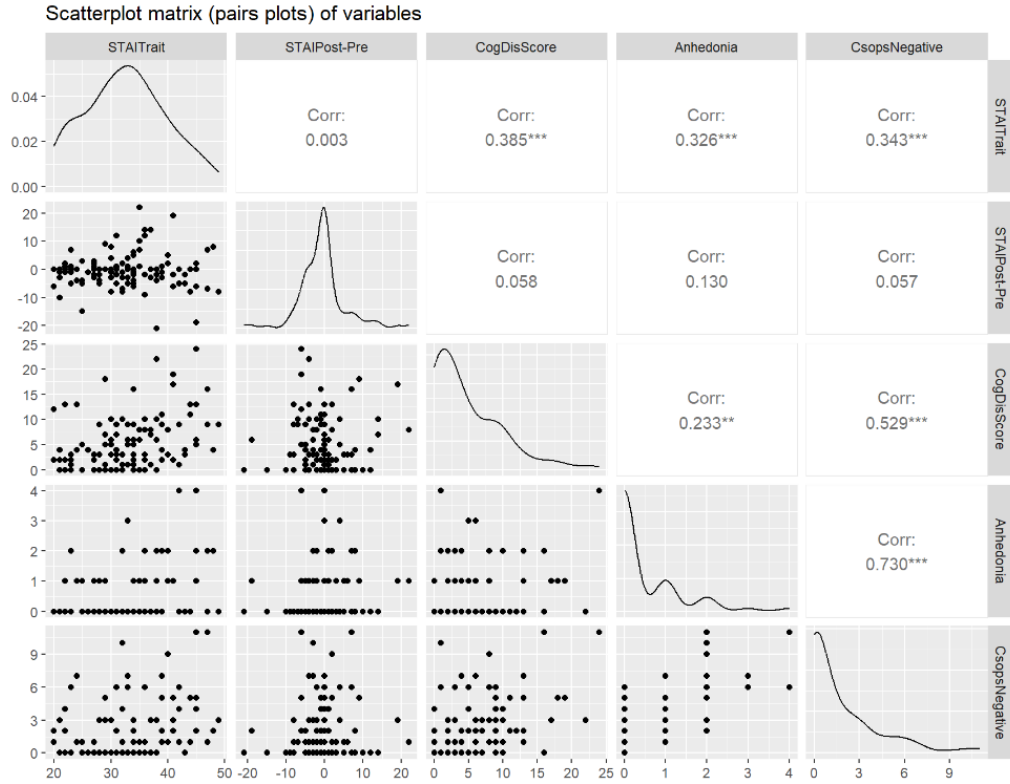 Scatterplot matrix (pairs plots) of variables
STAITrait STAIPost-Pre CogDisScore Anhedonia CsopsNegative
0.04
0.02
0.00
Corr:
0.003
Corr:
0.385***
Corr:
0.326***
Corr:
0.343***
STAITrait
20
10
0
-10
-20
Corr:
0.058
Corr:
0.130
Corr:
0.057
STAIPost-Pre
25
20
15
10
5
0
Corr:
0.233**
Corr:
0.529***
CogDisScore
4
3
2
1
0
Corr:
0.730***
Anhedonia
9
6
3
0
CsopsNegative
20 30 40 50 -20 -10 0 10 20 0 5 10 15 20 25 0 1 2 3 4 0 3 6 9